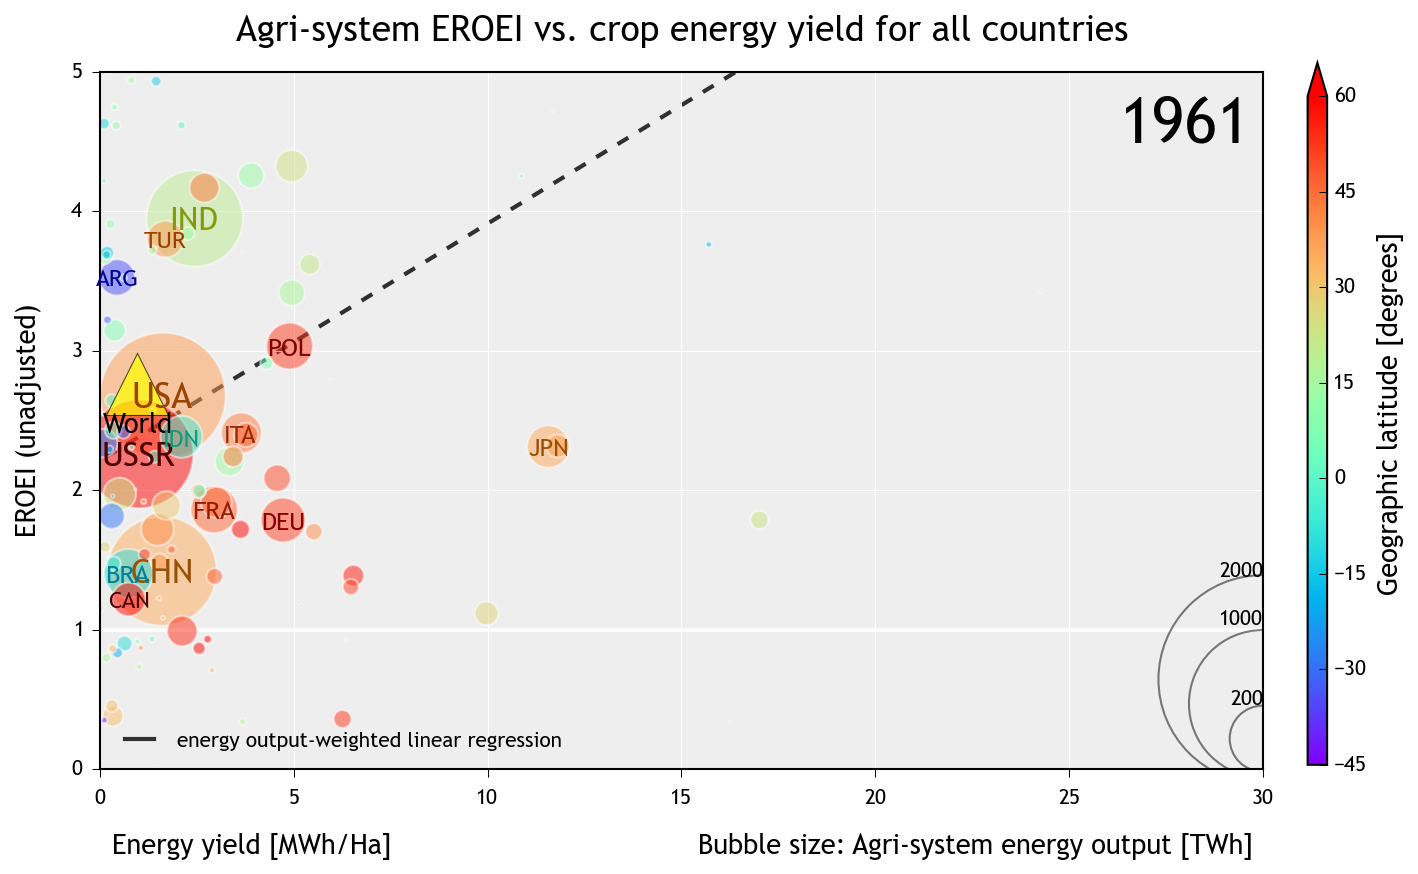 Agri-system EROEI vs. crop energy yield for all countries
1961
5
4
3
2
1
0
EROEI (unadjusted)
IND
TUR
ARG
POL
USA
World
IDN
ITA
USSR
JPN
FRA
DEU
BRA
CHN
CAN
2000
1000
200
energy output-weighted linear regression
0
5
10
15
20
25
30
Energy yield [MWh/Ha]
Bubble size: Agri-system energy output [TWh]
60
45
30
15
0
−15
−30
−45
Geographic latitude [degrees]